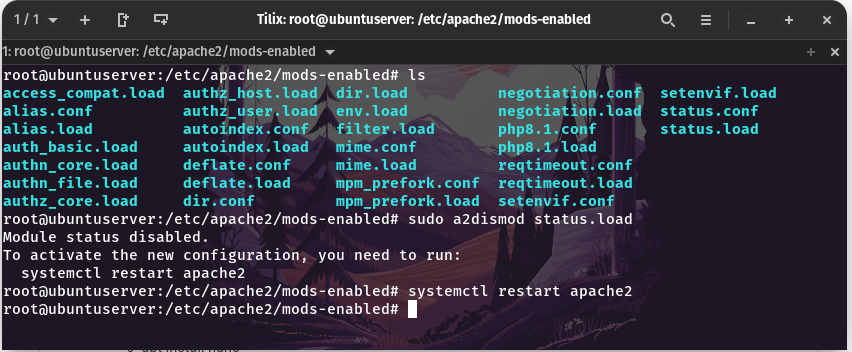 1 / 1
Tilix: root@ubuntuserver: /etc/apache2/mods-enabled
1: root@ubuntuserver: /etc/apache2/mods-enabled
root@ubuntuserver:/etc/apache2/mods-enabled# ls
access_compat.load authz_host.load dir.load negotiation.conf setenvif.load
alias.conf authz_user.load env.load negotiation.load status.conf
alias.load autoindex.conf filter.load php8.1.conf status.load
auth_basic.load autoindex.load mime.conf php8.1.load
authn_core.load deflate.conf mime.load reqtimeout.conf
authn_file.load deflate.load mpm_prefork.conf reqtimeout.load
authz_core.load dir.conf mpm_prefork.load setenvif.conf
root@ubuntuserver:/etc/apache2/mods-enabled# sudo a2dismod status.load
Module status disabled.
To activate the new configuration, you need to run:
  systemctl restart apache2
root@ubuntuserver:/etc/apache2/mods-enabled# systemctl restart apache2
root@ubuntuserver:/etc/apache2/mods-enabled#